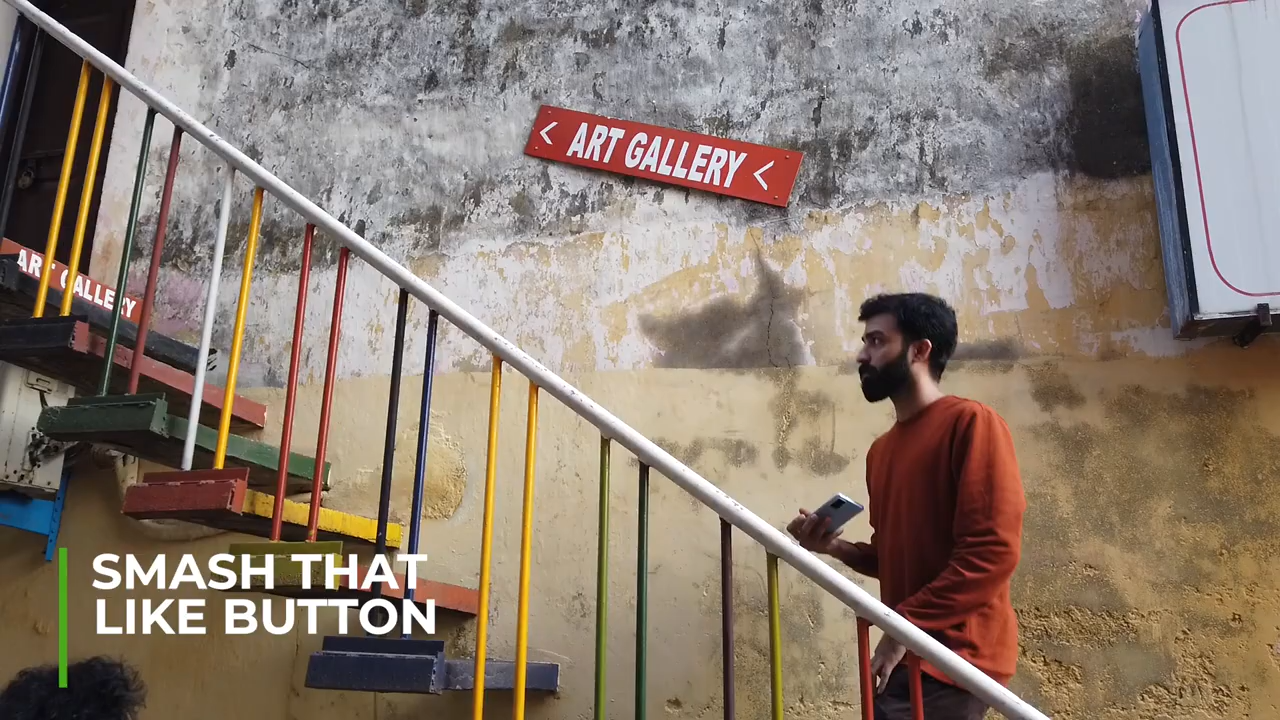 < ART GALLERY <
ART GALLERY
SMASH THAT
LIKE BUTTON